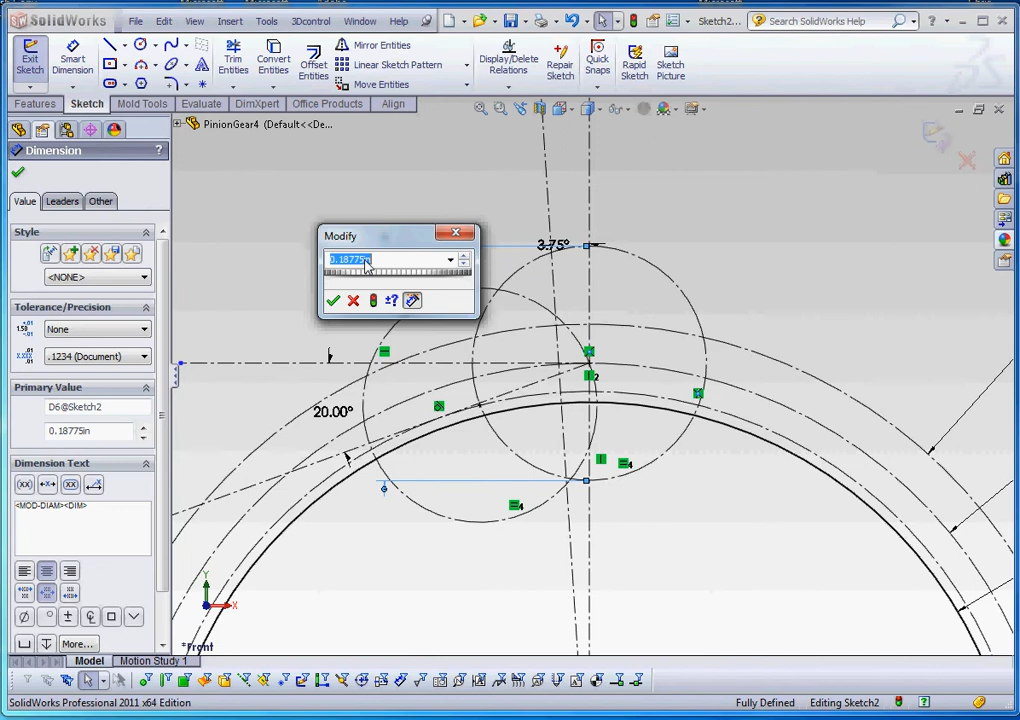 SolidWorks
File
Edit
View
Insert
Tools
3Dcontrol
Window
Help
Sketch2...
Search SolidWorks Help
Exit
Sketch
Smart
Dimension
Trim
Entities
Convert
Entities
Offset
Entities
Mirror Entities
Linear Sketch Pattern
Move Entities
Display/Delete
Relations
Repair
Sketch
Quick
Snaps
Rapid
Sketch
Sketch
Picture
Features
Sketch
Mold Tools
Evaluate
DimXpert
Office Products
Align
PinionGear4 (Default<<De...
Dimension
?
Value
Leaders
Other
Style
<NONE>
Tolerance/Precision
None
.1234 (Document)
Primary Value
D6@Sketch2
0.18775in
Dimension Text
<MOD-DIAM><DIM>
More...
Modify
0.18775in
3.75°
20.00°
2
4
4
Y
X
*Front
Model
Motion Study 1
SolidWorks Professional 2011 x64 Edition
Fully Defined
Editing Sketch2